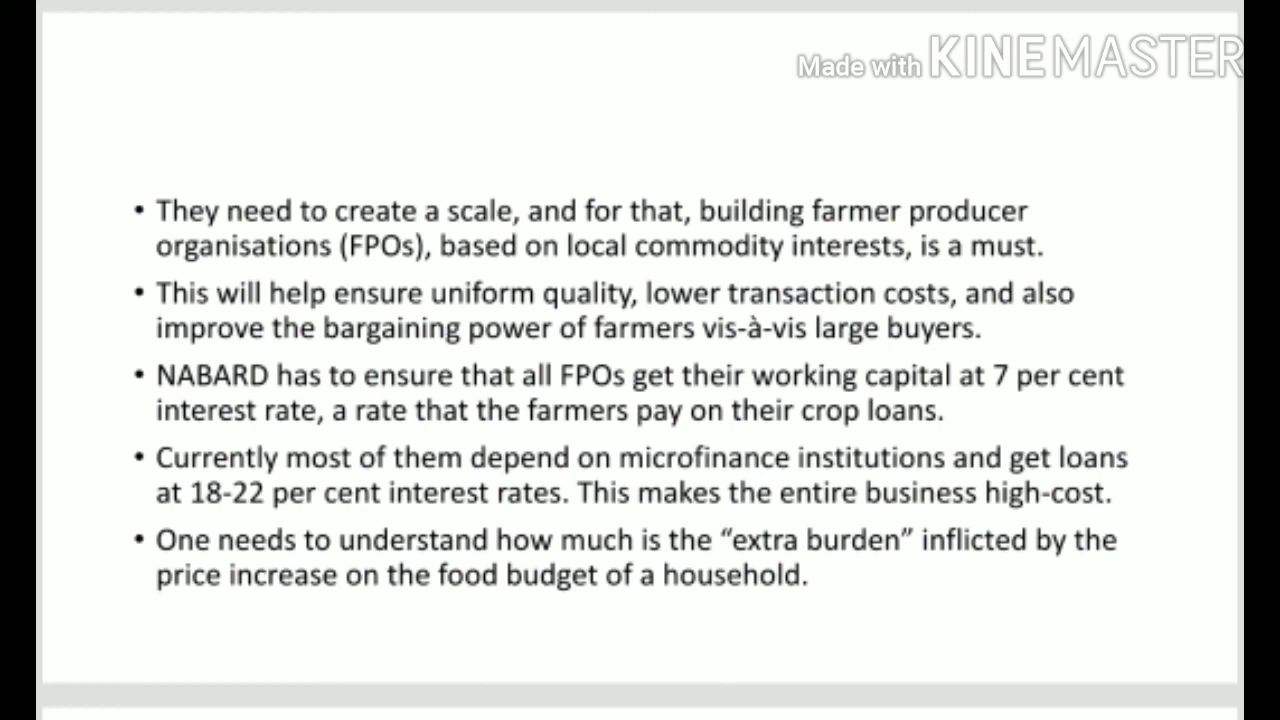 Made with KINEMASTER
• They need to create a scale, and for that, building farmer producer
organisations (FPOs), based on local commodity interests, is a must.
• This will help ensure uniform quality, lower transaction costs, and also
improve the bargaining power of farmers vis-à-vis large buyers.
• NABARD has to ensure that all FPOs get their working capital at 7 per cent
interest rate, a rate that the farmers pay on their crop loans.
• Currently most of them depend on microfinance institutions and get loans
at 18-22 per cent interest rates. This makes the entire business high-cost.
• One needs to understand how much is the “extra burden” inflicted by the
price increase on the food budget of a household.